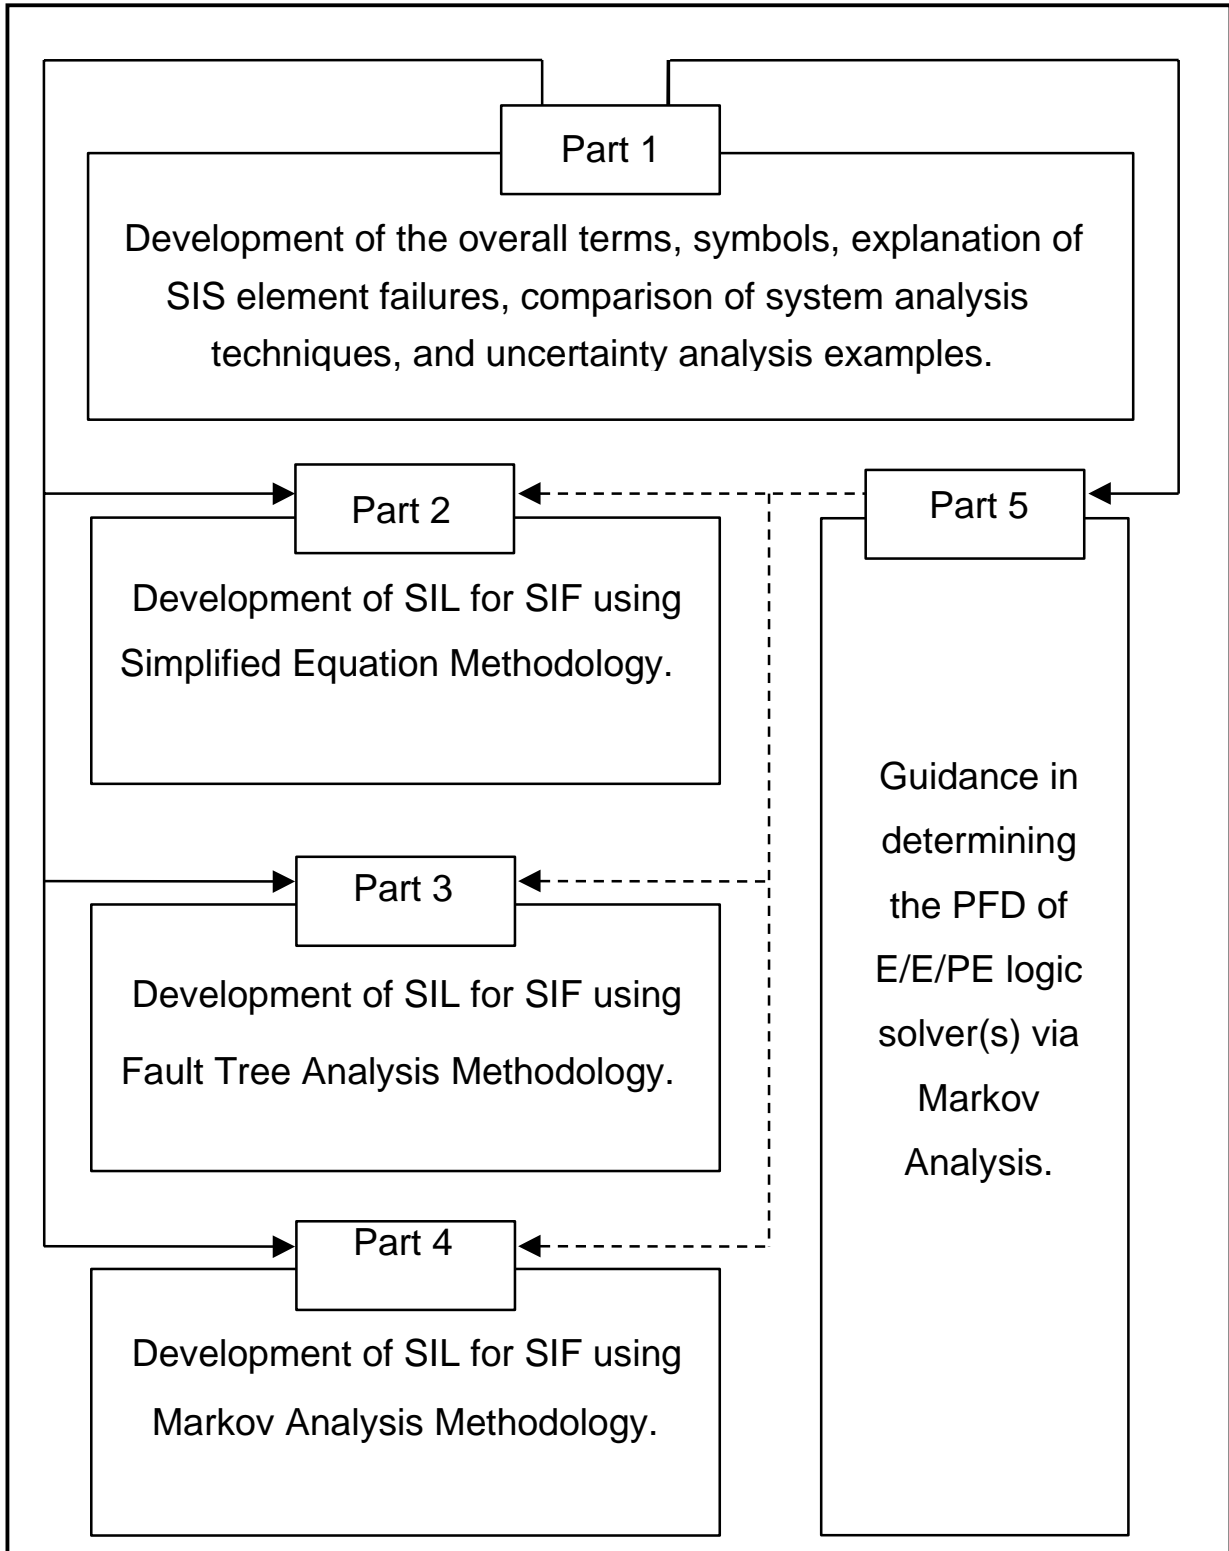 Part 1
Development of the overall terms, symbols, explanation of
SIS element failures, comparison of system analysis
techniques, and uncertainty analysis examples.
Part 2
Development of SIL for SIF using
Simplified Equation Methodology.
Part 3
Development of SIL for SIF using
Fault Tree Analysis Methodology.
Part 4
Development of SIL for SIF using
Markov Analysis Methodology.
Part 5
Guidance in
determining
the PFD of
E/E/PE logic
solver(s) via
Markov
Analysis.